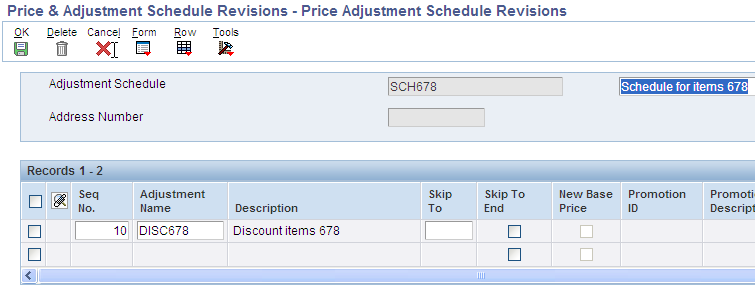 Price & Adjustment Schedule Revisions - Price Adjustment Schedule Revisions
OK Delete Cancel Form Row Tools
Adjustment Schedule SCH678 Schedule for items 678
Address Number
Records 1 - 2
Seq No. Adjustment Name Description Skip To Skip To End New Base Price Promotion ID
10 DISC678 Discount items 678